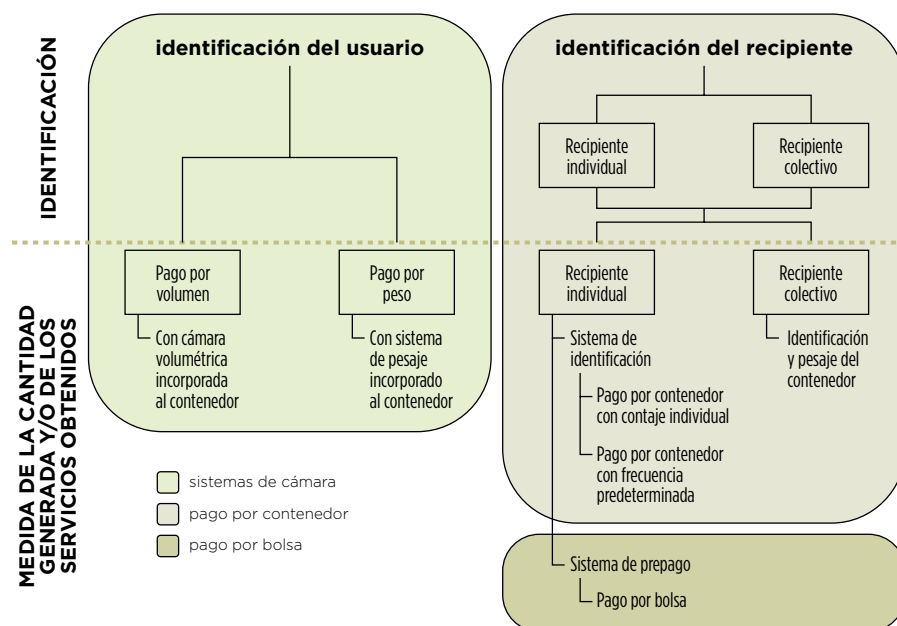 IDENTIFICACIÓN
identificación del usuario
identificación del recipiente
Recipiente
individual
Recipiente
colectivo
MEDIDA DE LA CANTIDAD
GENERADA Y/O DE LOS
SERVICIOS OBTENIDOS
Pago por
volumen
Con cámara
volumétrica
incorporada
al contenedor
Pago por
peso
Con sistema
de pesaje
incorporado
al contenedor
Recipiente
individual
Sistema de
identificación
Pago por contenedor
con contaje individual
Pago por contenedor
con frecuencia
predeterminada
Recipiente
colectivo
Identificación
y pesaje del
contenedor
Sistema de prepago
Pago por bolsa
sistemas de cámara
pago por contenedor
pago por bolsa